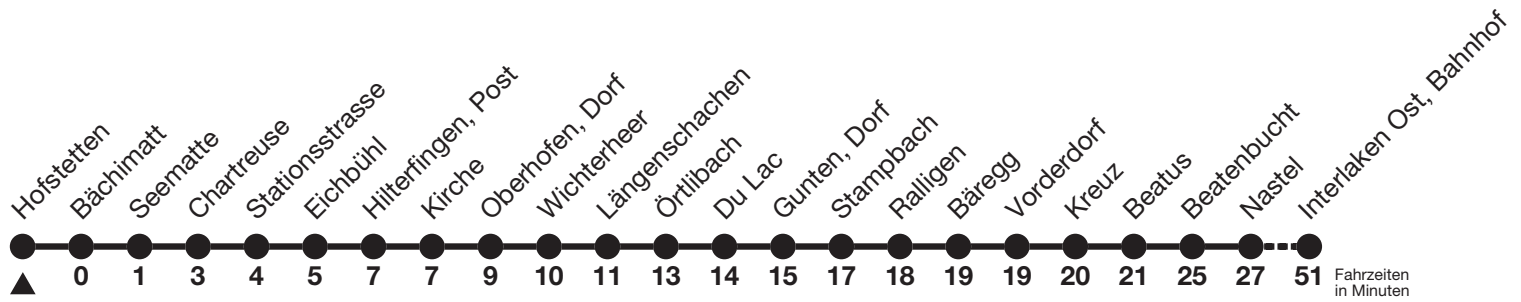 Hofstetten
Bächimatt
Seematte
Chartreuse
Stationsstrasse
Eichbühl
Hilterfingen, Post
Kirche
Oberhofen, Dorf
Wichterheer
Längenschachen
Örtlibach
Du Lac
Gunten, Dorf
Stampbach
Ralligen
Bäregg
Vorderdorf
Kreuz
Beatus
Beatenbucht
Nastel
Interlaken Ost, Bahnhof
0 1 3 4 5 7 7 9 10 11 13 14 15 17 18 19 19 20 21 25 27 51 Fahrzeiten
in Minuten